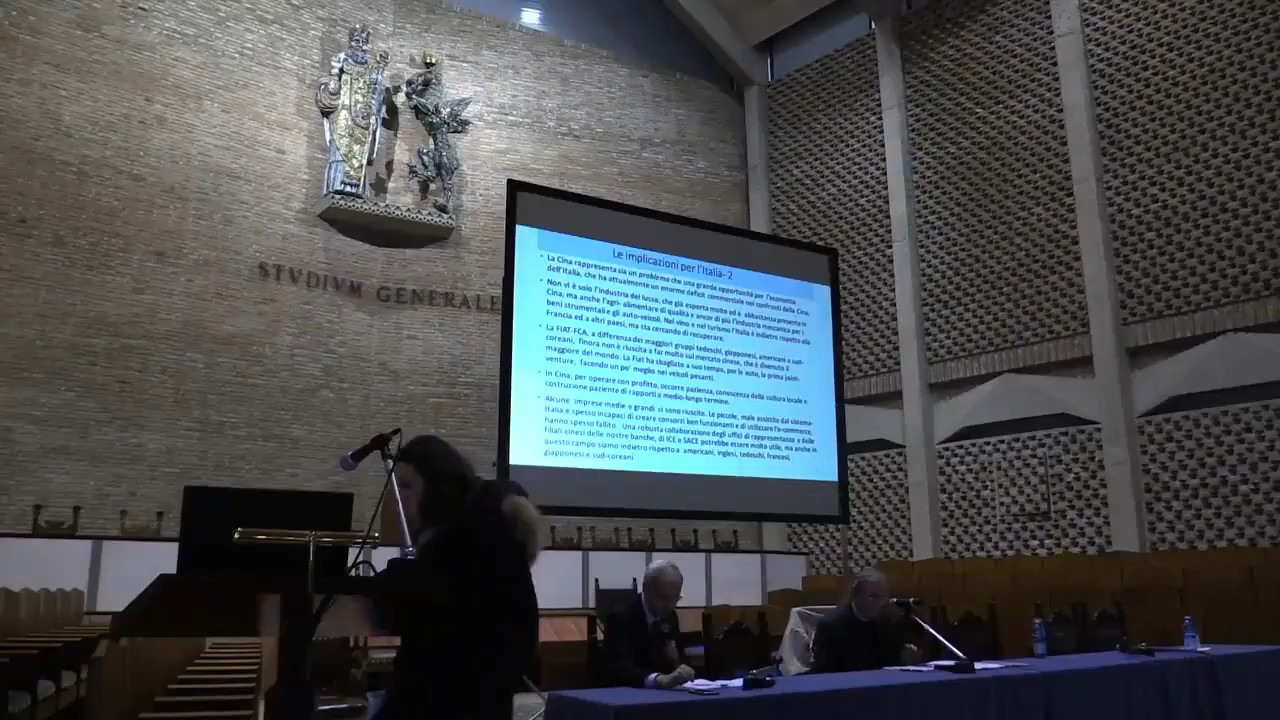 STVDIVM GENERALE
Le implicazioni per l'Italia- 2
• La Cina rappresenta sia un problema che una grande opportunità per l'economia
dell'Italia, che ha attualmente un enorme deficit commerciale nei confronti della Cina.
• Non vi è solo l'industria del lusso, che già esporta molto ed è abbastanza presente in
Cina, ma anche l'agri- alimentare di qualità e ancor di più l'industria meccanica per i
beni strumentali e gli auto-veicoli. Nel vino e nel turismo l'Italia è indietro rispetto alla
Francia ed a altri paesi, ma sta cercando di recuperare.
• La FIAT-FCA, a differenza dei maggiori gruppi tedeschi, giapponesi, americani e sud-
coreani, finora non è riuscita a far molto sul mercato cinese, che è divenuto il
maggiore del mondo. La Fiat ha sbagliato a suo tempo, per le auto, la prima joint-
venture, facendo un po' meglio nei veicoli pesanti.
• In Cina, per operare con profitto, occorre pazienza, conoscenza della cultura locale e
costruzione paziente di rapporti a medio-lungo termine.
• Alcune imprese medie e grandi ci sono riuscite. Le piccole, male assistite dal sistema-
Italia e spesso incapaci di creare consorzi ben funzionanti e di utilizzare l'e-commerce,
hanno spesso fallito. Una robusta collaborazione degli uffici di rappresentanza e delle
filiali cinesi delle nostre banche, di ICE e SACE potrebbe essere molto utile, ma anche in
questo campo siamo indietro rispetto a americani, inglesi, tedeschi, francesi,
giapponesi e sud-coreani.